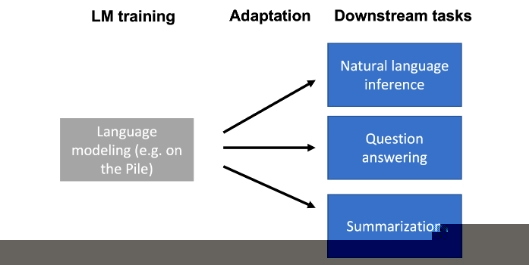 LM training
Adaptation
Downstream tasks
Natural language
inference
Language
modeling (e.g. on
the Pile)
Question
answering
Summarization